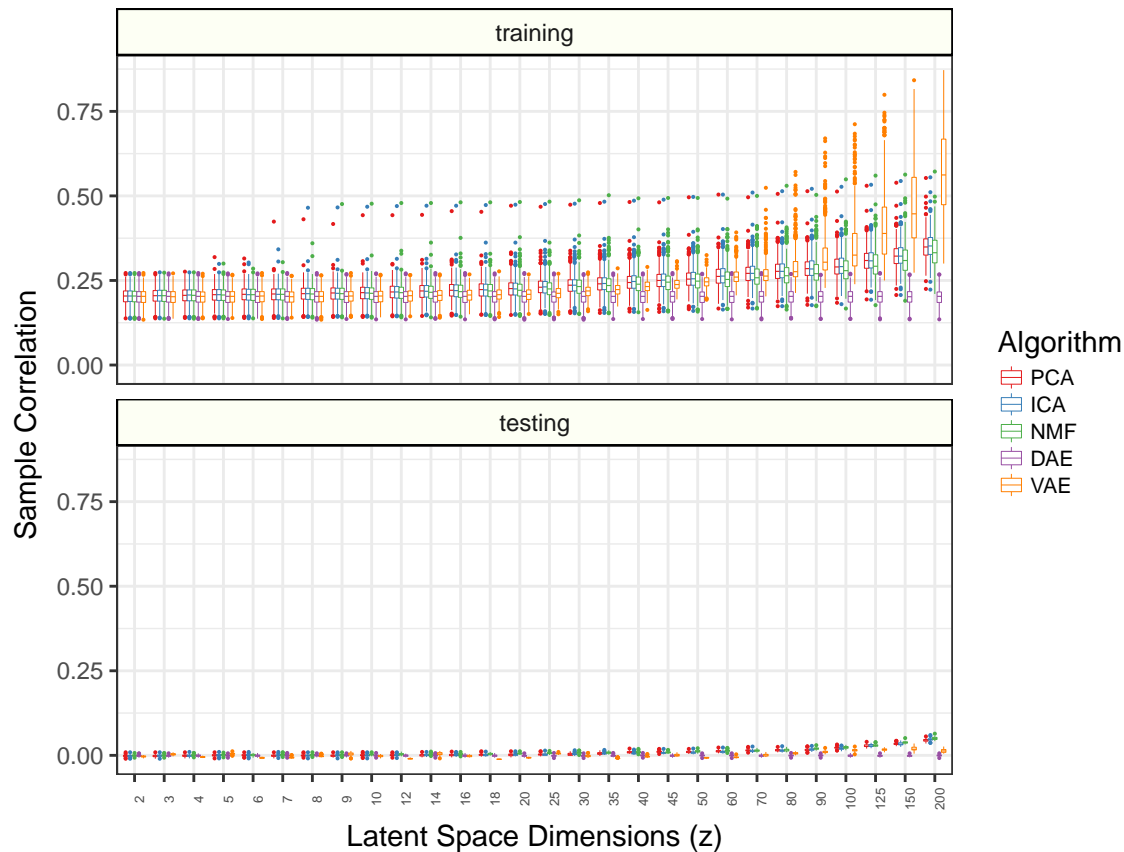 training
0.75
0.50
0.25
0.00
testing
0.75
0.50
0.25
0.00
Sample Correlation
2 3 4 5 6 7 8 9 10 12 14 16 18 20 25 30 35 40 45 50 60 70 80 90 100 125 150 200
Latent Space Dimensions (z)
Algorithm
PCA
ICA
NMF
DAE
VAE